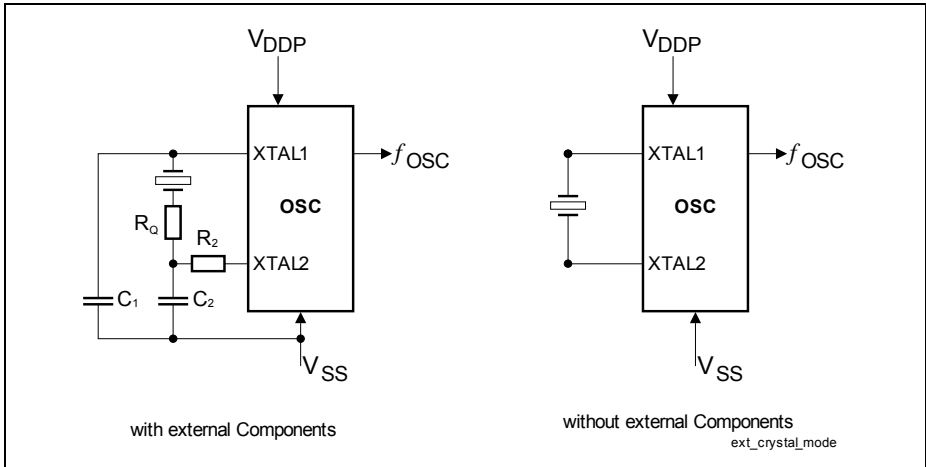 VDDP
XTAL1
fOSC
OSC
RQ
R2
XTAL2
C1
C2
VSS
with external Components
VDDP
XTAL1
fOSC
OSC
XTAL2
VSS
without external Components
ext_crystal_mode